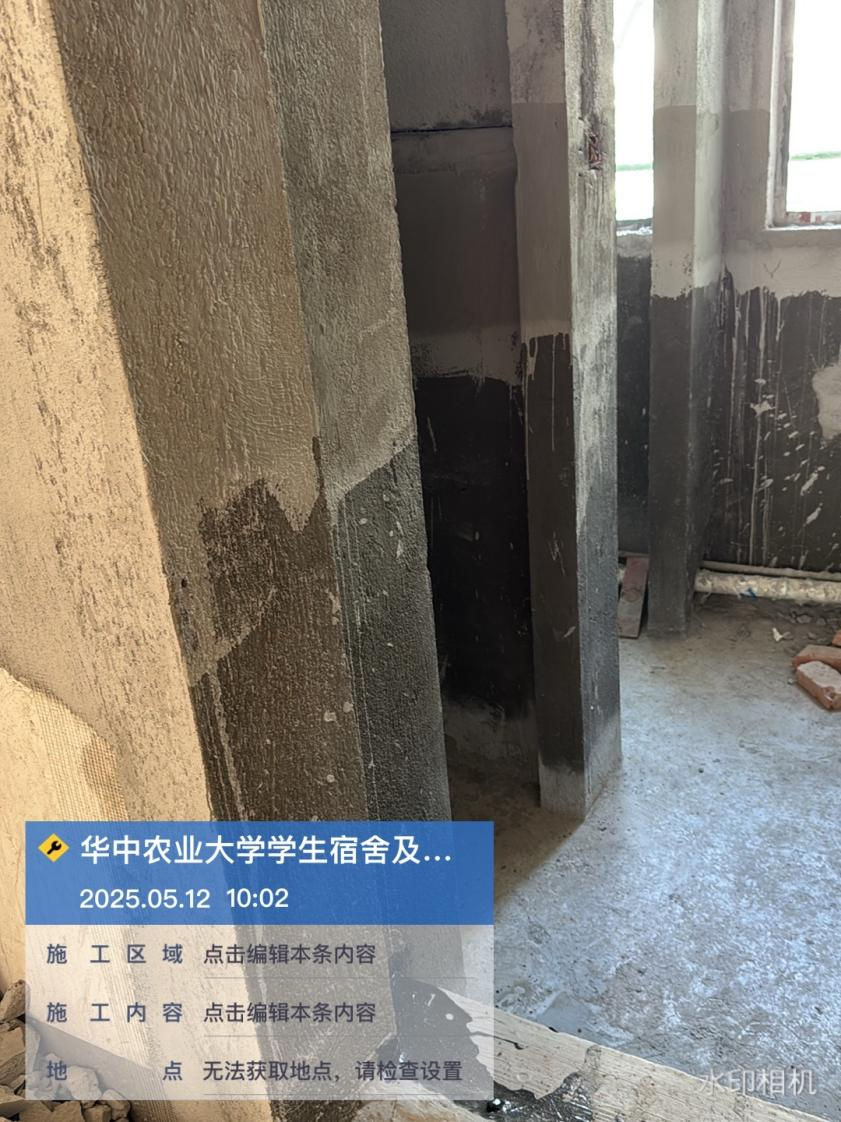 华中农业大学学生宿舍及...
2025.05.12 10:02
施工区域 点击编辑本条内容
施工内容 点击编辑本条内容
地点 无法获取地点，请检查设置
水印相机